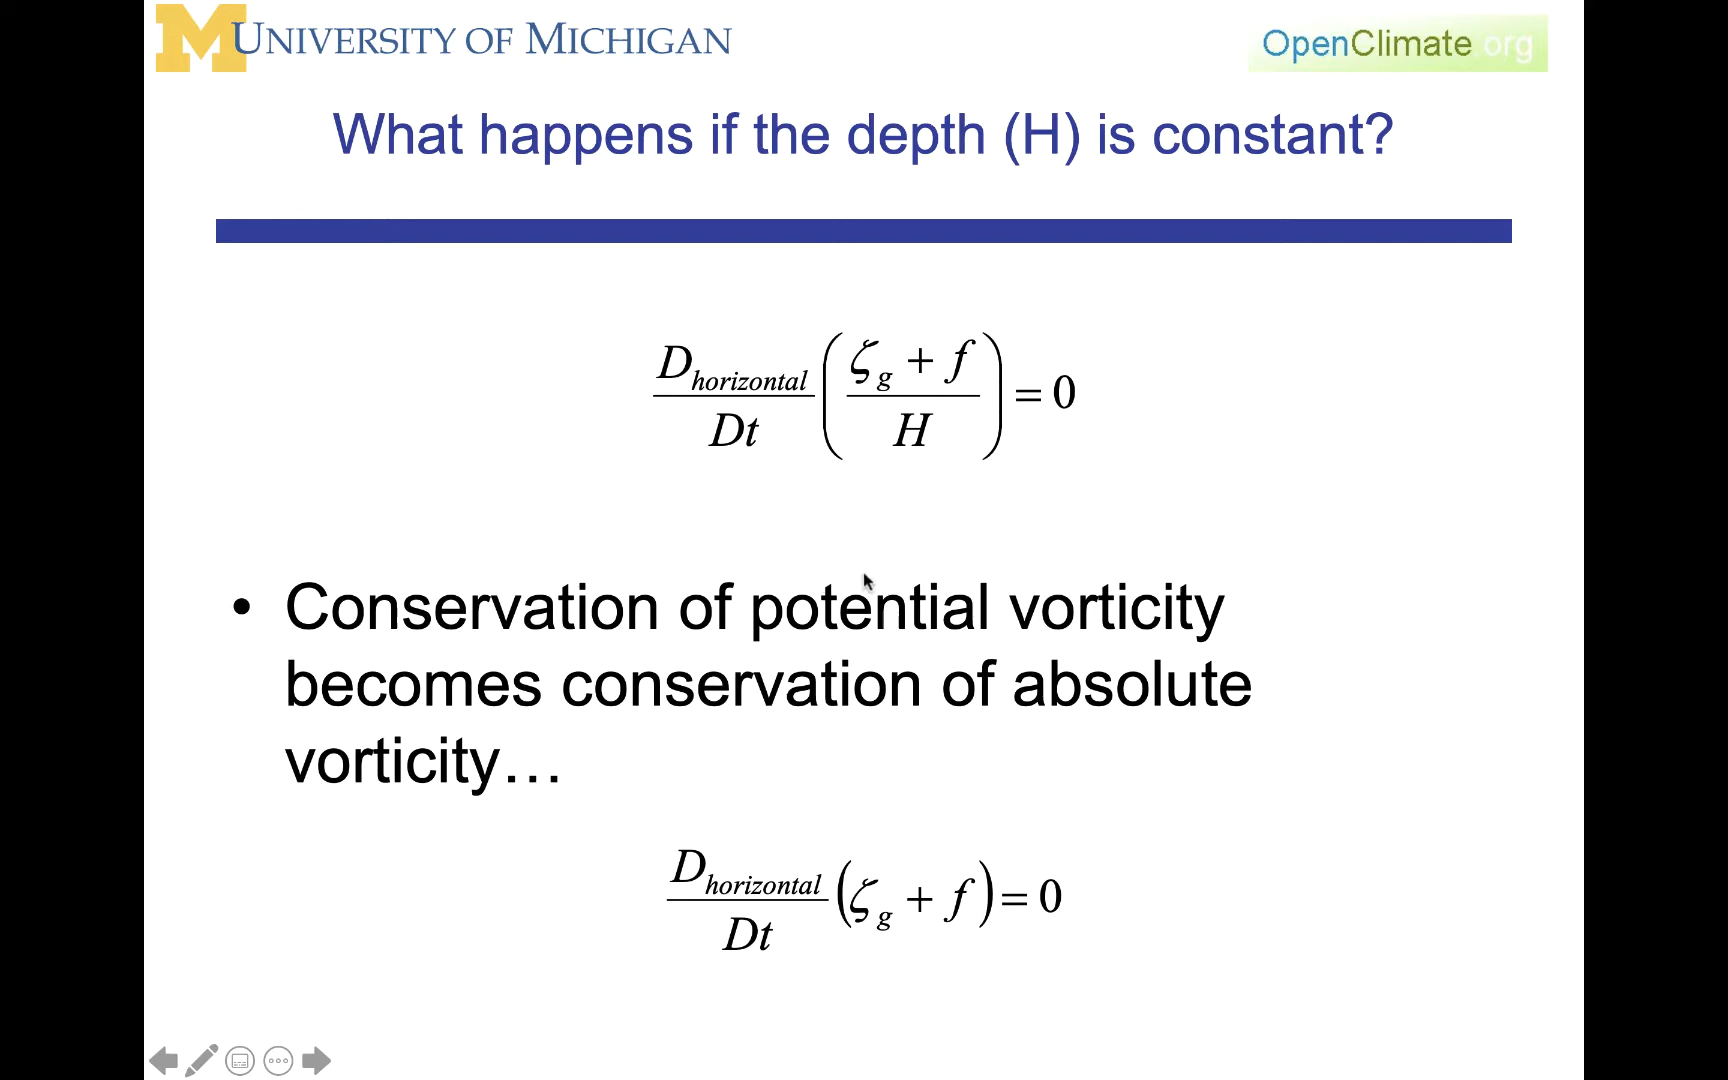 M UNIVERSITY OF MICHIGAN
OpenClimate.org
What happens if the depth (H) is constant?
D_horizontal/Dt ((ζ_g + f)/H) = 0
• Conservation of potential vorticity
becomes conservation of absolute
vorticity…
D_horizontal/Dt (ζ_g + f) = 0